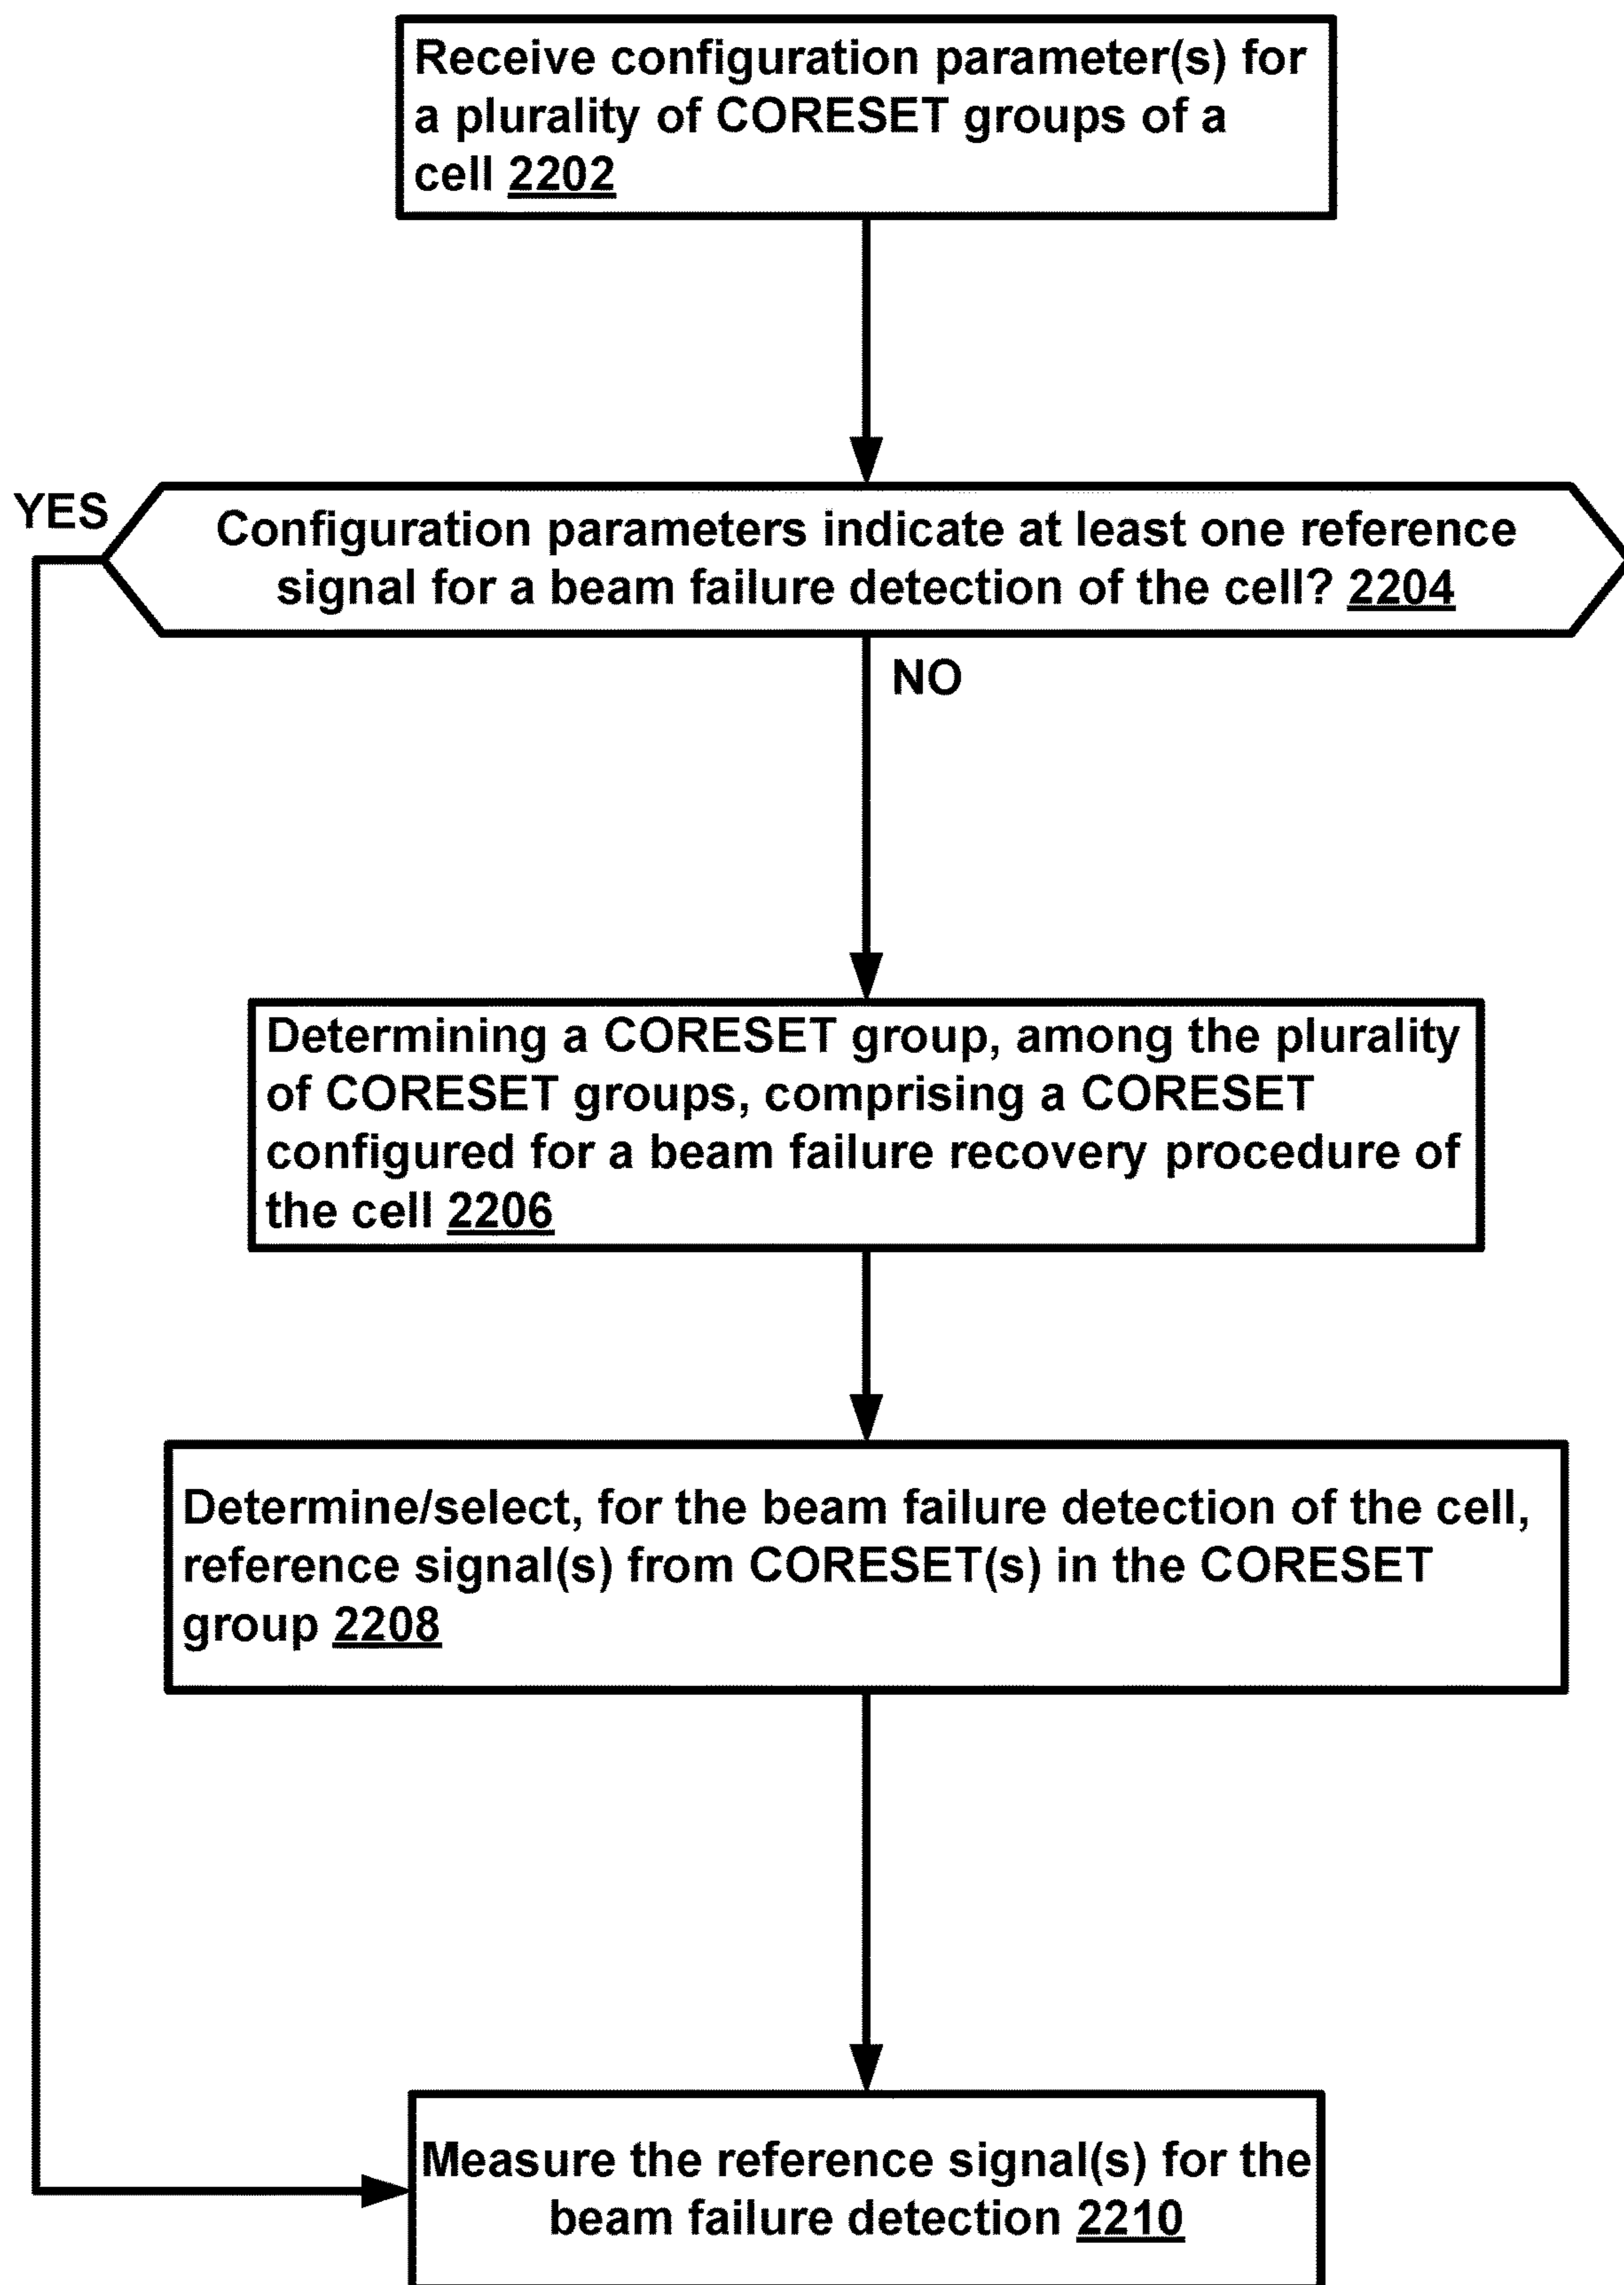 Receive configuration parameter(s) for
a plurality of CORESET groups of a
cell 2202
YES
Configuration parameters indicate at least one reference
signal for a beam failure detection of the cell? 2204
NO
Determining a CORESET group, among the plurality
of CORESET groups, comprising a CORESET
configured for a beam failure recovery procedure of
the cell 2206
Determine/select, for the beam failure detection of the cell,
reference signal(s) from CORESET(s) in the CORESET
group 2208
Measure the reference signal(s) for the
beam failure detection 2210